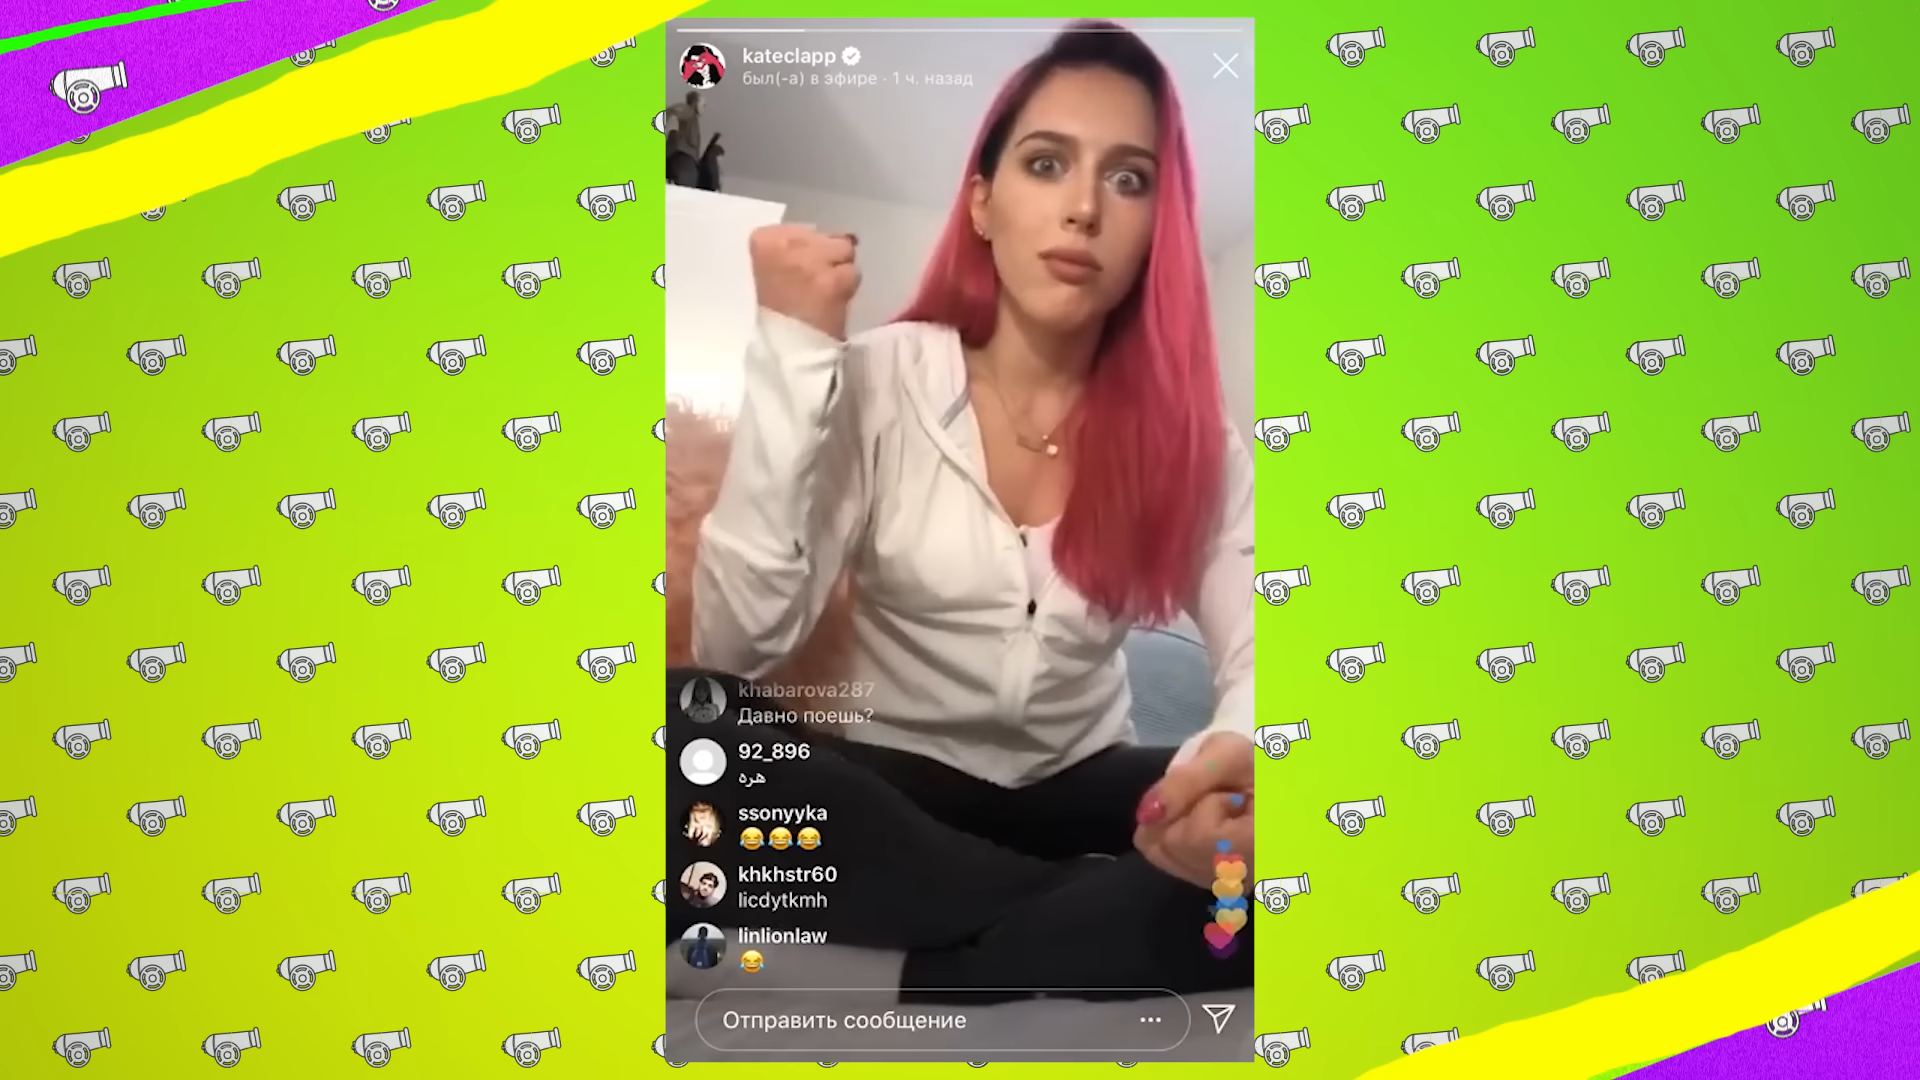 kateclapp
был(-а) в эфире · 1 ч. назад
khabarova287
Давно поешь?
92_896
هره
ssonyyka
😂😂😂
khkhstr60
licdytkmh
linlionlaw
😂
Отправить сообщение